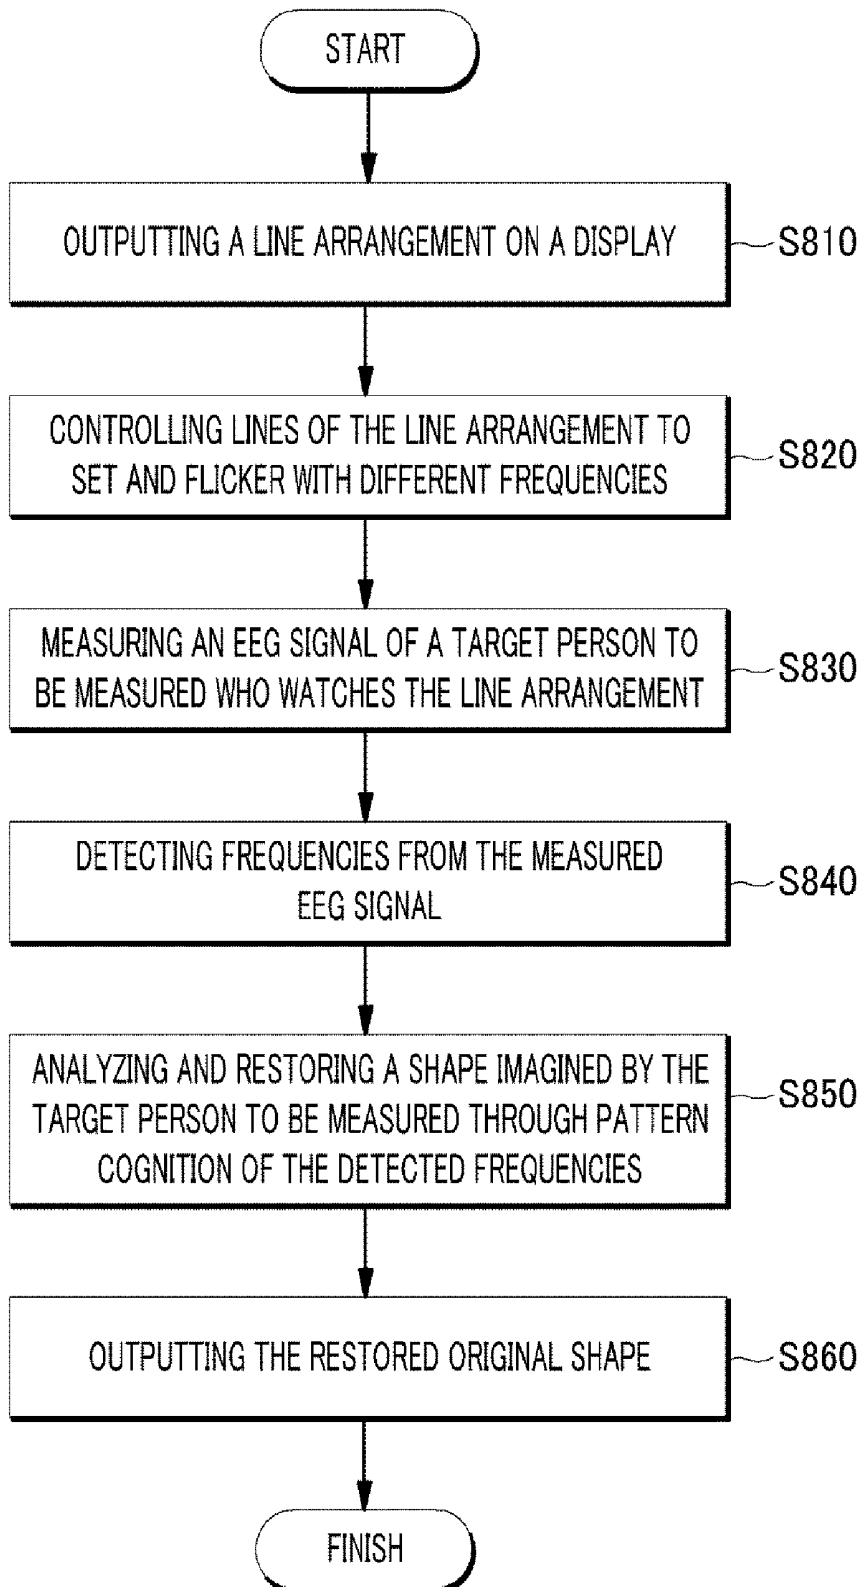 START
OUTPUTTING A LINE ARRANGEMENT ON A DISPLAY
S810
CONTROLLING LINES OF THE LINE ARRANGEMENT TO
SET AND FLICKER WITH DIFFERENT FREQUENCIES
S820
MEASURING AN EEG SIGNAL OF A TARGET PERSON TO
BE MEASURED WHO WATCHES THE LINE ARRANGEMENT
S830
DETECTING FREQUENCIES FROM THE MEASURED
EEG SIGNAL
S840
ANALYZING AND RESTORING A SHAPE IMAGINED BY THE
TARGET PERSON TO BE MEASURED THROUGH PATTERN
COGNITION OF THE DETECTED FREQUENCIES
S850
OUTPUTTING THE RESTORED ORIGINAL SHAPE
S860
FINISH